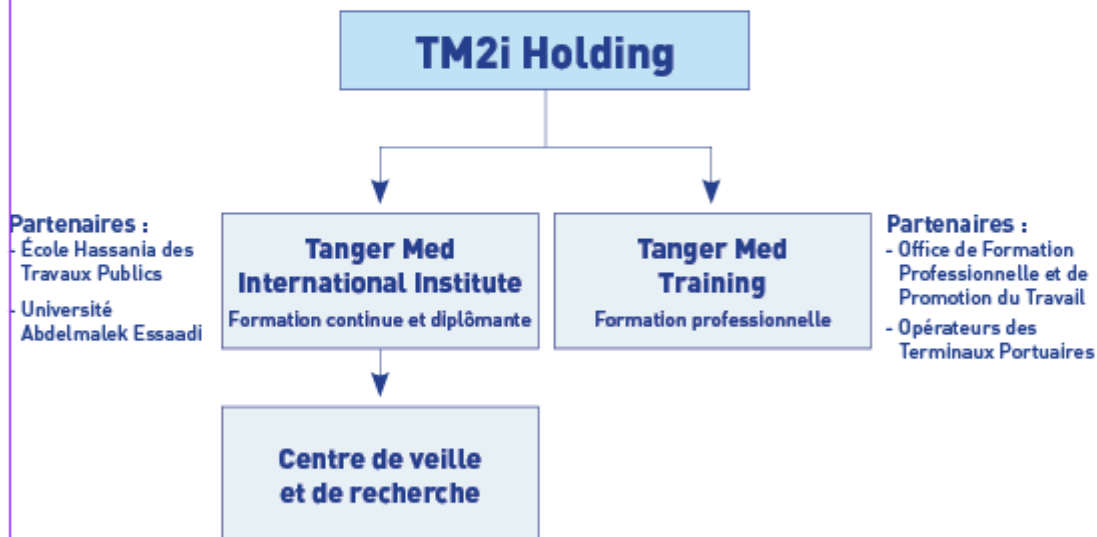 TM2i Holding
Partenaires :
- École Hassania des
Travaux Publics
- Université
Abdelmalek Essaadi
Tanger Med
International Institute
Formation continue et diplômante
Tanger Med
Training
Formation professionnelle
Partenaires :
- Office de Formation
Professionnelle et de
Promotion du Travail
- Opérateurs des
Terminaux Portuaires
Centre de veille
et de recherche